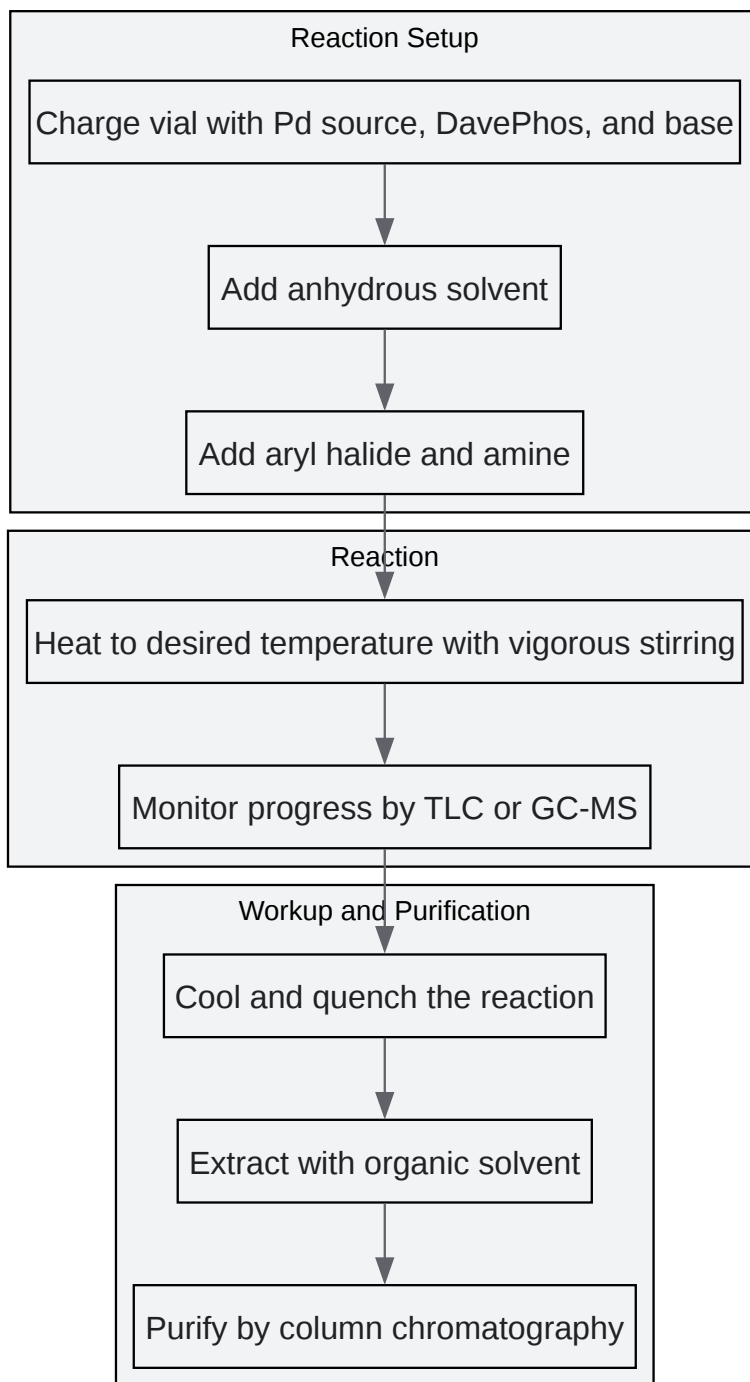 Reaction Setup
Charge vial with Pd source, DavePhos, and base
Add anhydrous solvent
Add aryl halide and amine
Reaction
Heat to desired temperature with vigorous stirring
Monitor progress by TLC or GC-MS
Workup and Purification
Cool and quench the reaction
Extract with organic solvent
Purify by column chromatography